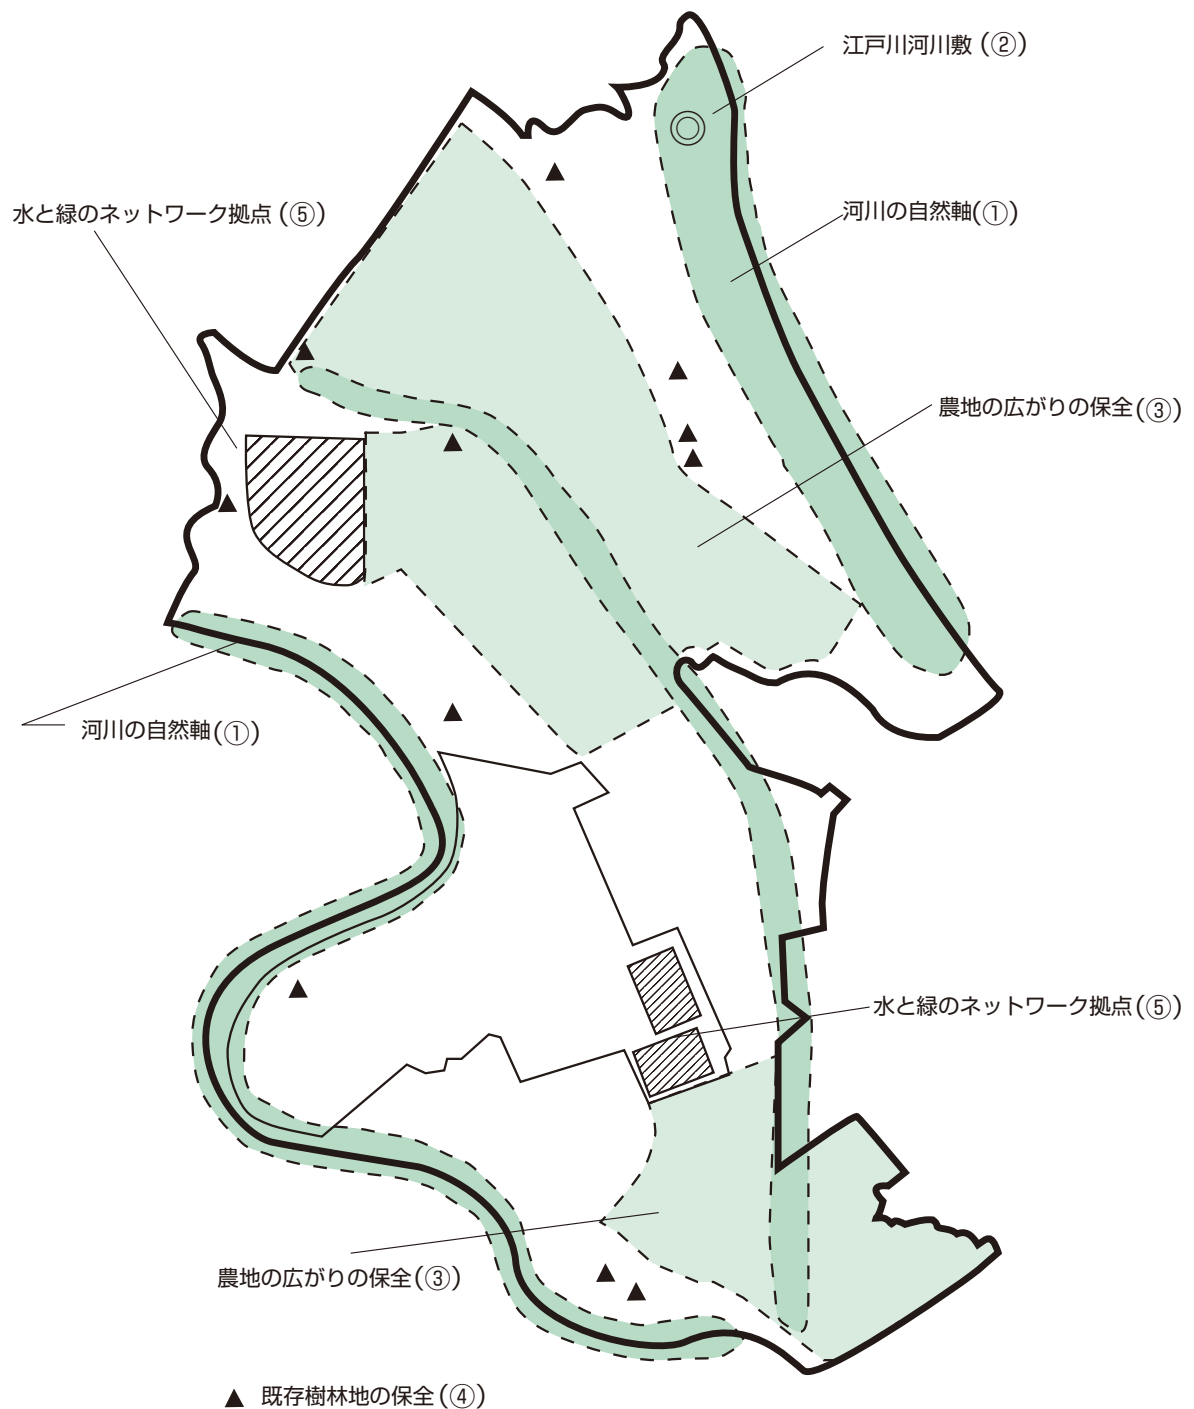 江戸川河川敷 (②)
水と緑のネットワーク拠点 (⑤)
河川の自然軸(①)
農地の広がりの保全(③)
河川の自然軸(①)
水と緑のネットワーク拠点(⑤)
農地の広がりの保全(③)
▲ 既存樹林地の保全(④)